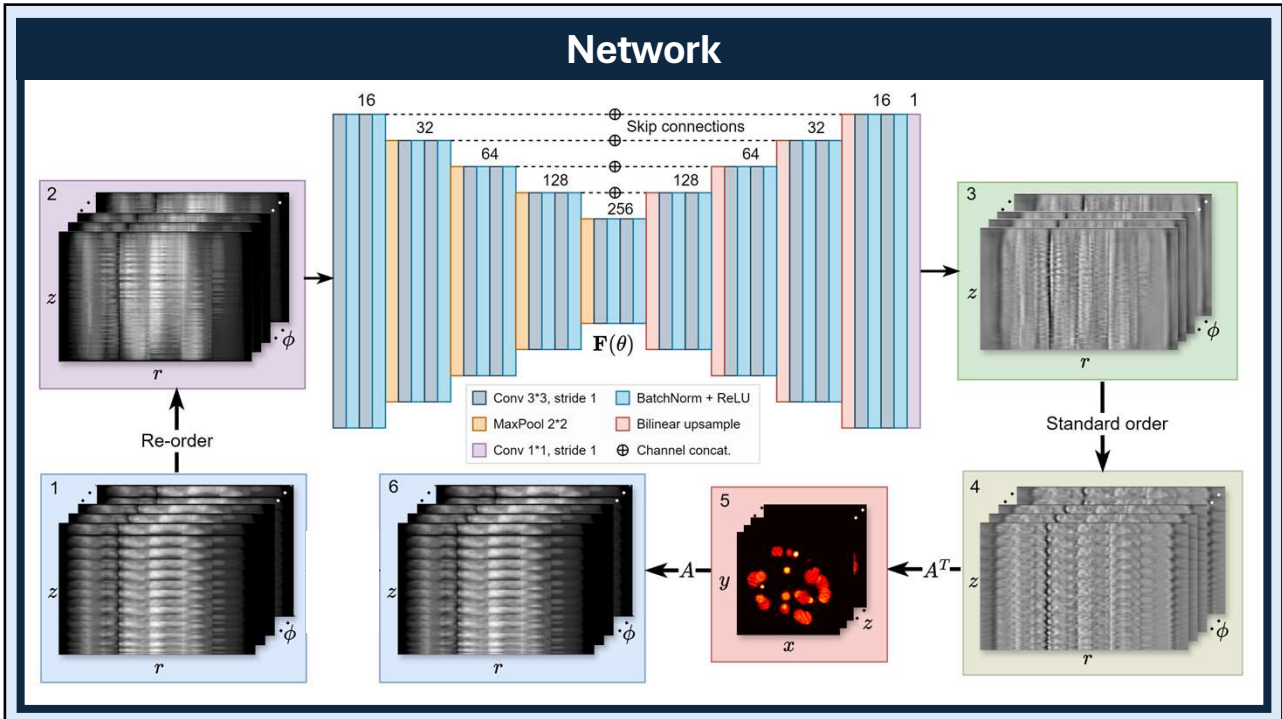 Network
16
32
64
128
256
128
64
32
16
1
Skip connections
F(θ)
Conv 3*3, stride 1
BatchNorm + ReLU
MaxPool 2*2
Bilinear upsample
Conv 1*1, stride 1
Channel concat.
2
z
r
ϕ
Re-order
1
z
r
ϕ
3
z
r
ϕ
Standard order
4
z
r
ϕ
Aᵀ
5
y
x
z
A
6
z
r
ϕ